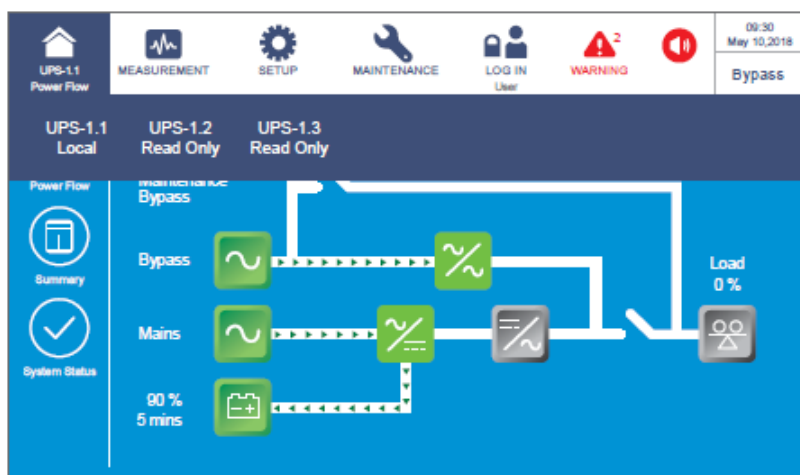 UPS-1.1
Power Flow
MEASUREMENT
SETUP
MAINTENANCE
LOG IN
User
WARNING
2
09:30
May 10,2018
Bypass
UPS-1.1
Local
UPS-1.2
Read Only
UPS-1.3
Read Only
Power Flow
Maintenance
Bypass
Summary
Bypass
Load
0 %
Mains
System Status
90 %
5 mins